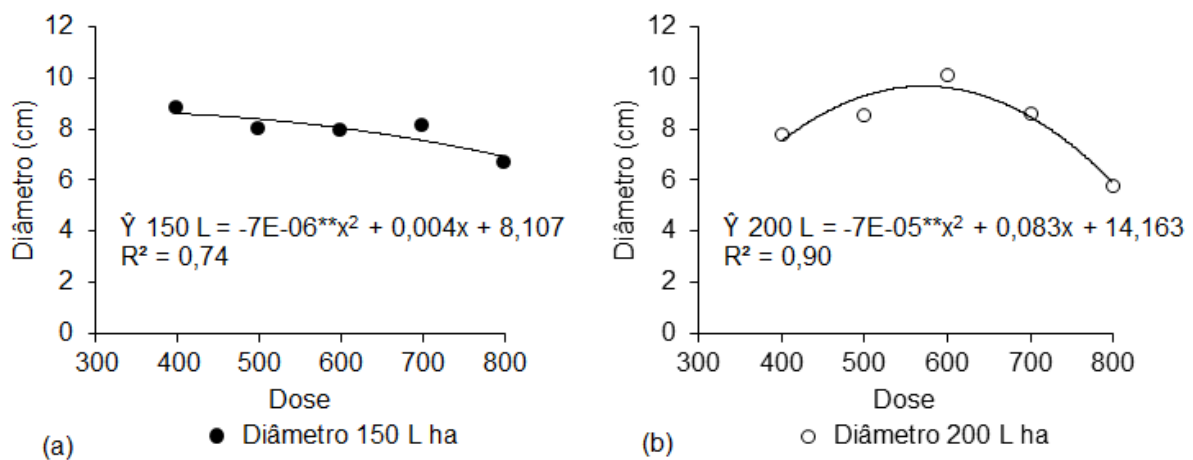 12
10
8
6
4
2
0
Diâmetro (cm)
Ŷ 150 L = -7E-06**x² + 0,004x + 8,107
R² = 0,74
300 400 500 600 700 800
Dose
(a) ● Diâmetro 150 L ha
12
10
8
6
4
2
0
Diâmetro (cm)
Ŷ 200 L = -7E-05**x² + 0,083x + 14,163
R² = 0,90
300 400 500 600 700 800
Dose
(b) ○ Diâmetro 200 L ha